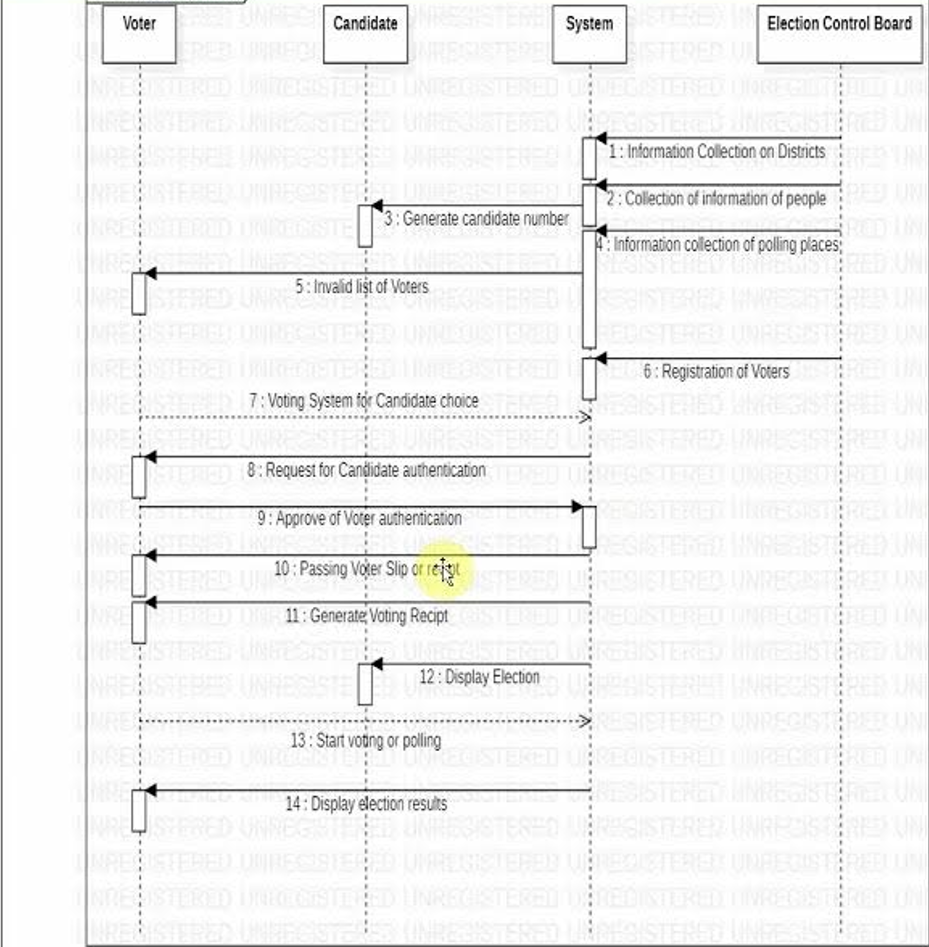 Voter
Candidate
System
Election Control Board
1 : Information Collection on Districts
2 : Collection of information of people
3 : Generate candidate number
4 : Information collection of polling places
5 : Invalid list of Voters
6 : Registration of Voters
7 : Voting System for Candidate choice
8 : Request for Candidate authentication
9 : Approve of Voter authentication
10 : Passing Voter Slip or
11 : Generate Voting Recipt
12 : Display Election
13 : Start voting or polling
14 : Display election results
UNREGISTERED